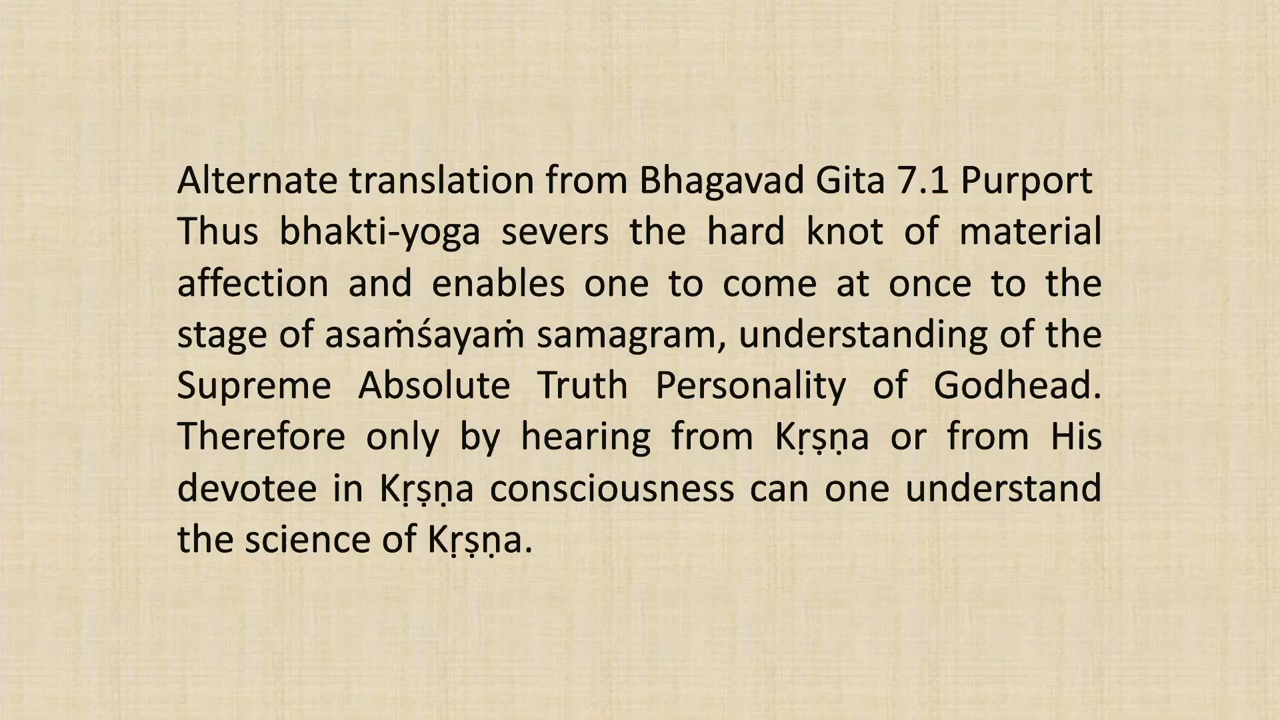 Alternate translation from Bhagavad Gita 7.1 Purport
Thus bhakti-yoga severs the hard knot of material
affection and enables one to come at once to the
stage of asaṁśayaṁ samagram, understanding of the
Supreme Absolute Truth Personality of Godhead.
Therefore only by hearing from Kṛṣṇa or from His
devotee in Kṛṣṇa consciousness can one understand
the science of Kṛṣṇa.